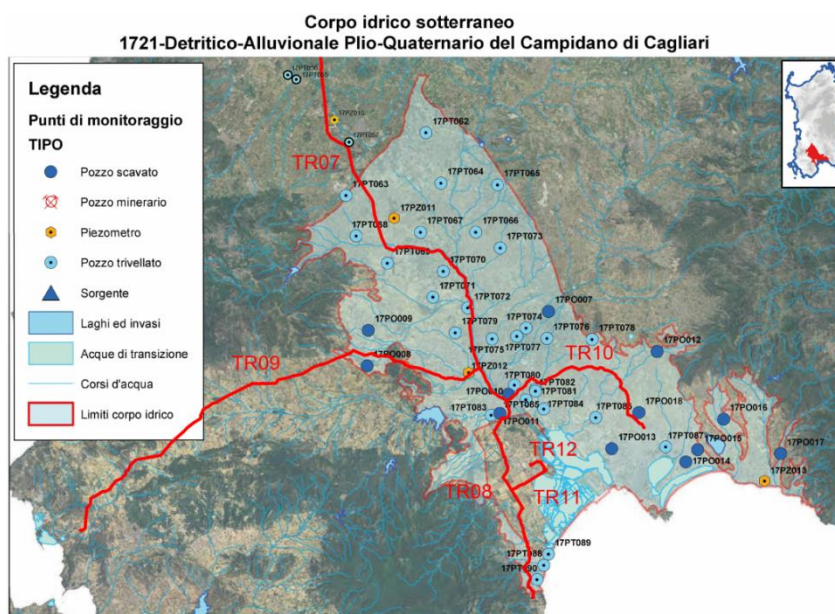 Corpo idrico sotterraneo
1721-Detritico-Alluvionale Plio-Quaternario del Campidano di Cagliari
Legenda
Punti di monitoraggio
TIPO
Pozzo scavato
Pozzo minerario
Piezometro
Pozzo trivellato
Sorgente
Laghi ed invasi
Acque di transizione
Corsi d'acqua
Limiti corpo idrico
17PZ010
17PT062
TR07
17PT064
17PT065
17PT063
17PZ011
17PT067
17PT066
17PT068
17PT073
17PT069
17PT070
17PT071
17PT072
17PO007
17PO009
17PT079
17PT074
17PT076
17PT078
17PT077
17PT075
17PO012
TR09
17PO008
17PZ012
TR10
17PT080
17PT082
17PT081
17PT083
17PT084
17PO011
17PO018
17PO016
17PO013
17PT087
17PO015
17PO017
17PO014
TR12
TR08
TR11
17PZ013
17PT089
17PT088